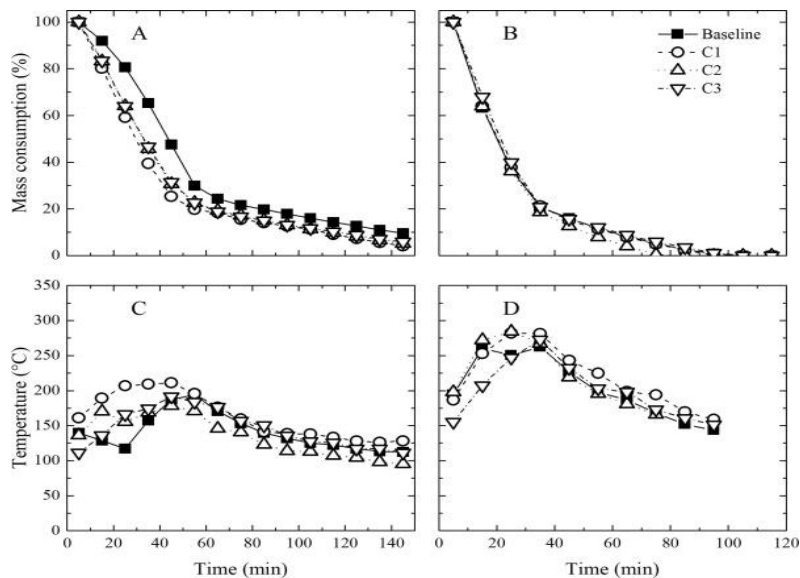 A
B
Baseline
C1
C2
C3
Mass consumption (%)
100
80
60
40
20
0
C
D
Temperature (°C)
350
300
250
200
150
100
50
0
0 20 40 60 80 100 120 140
0 20 40 60 80 100 120
Time (min)
Time (min)